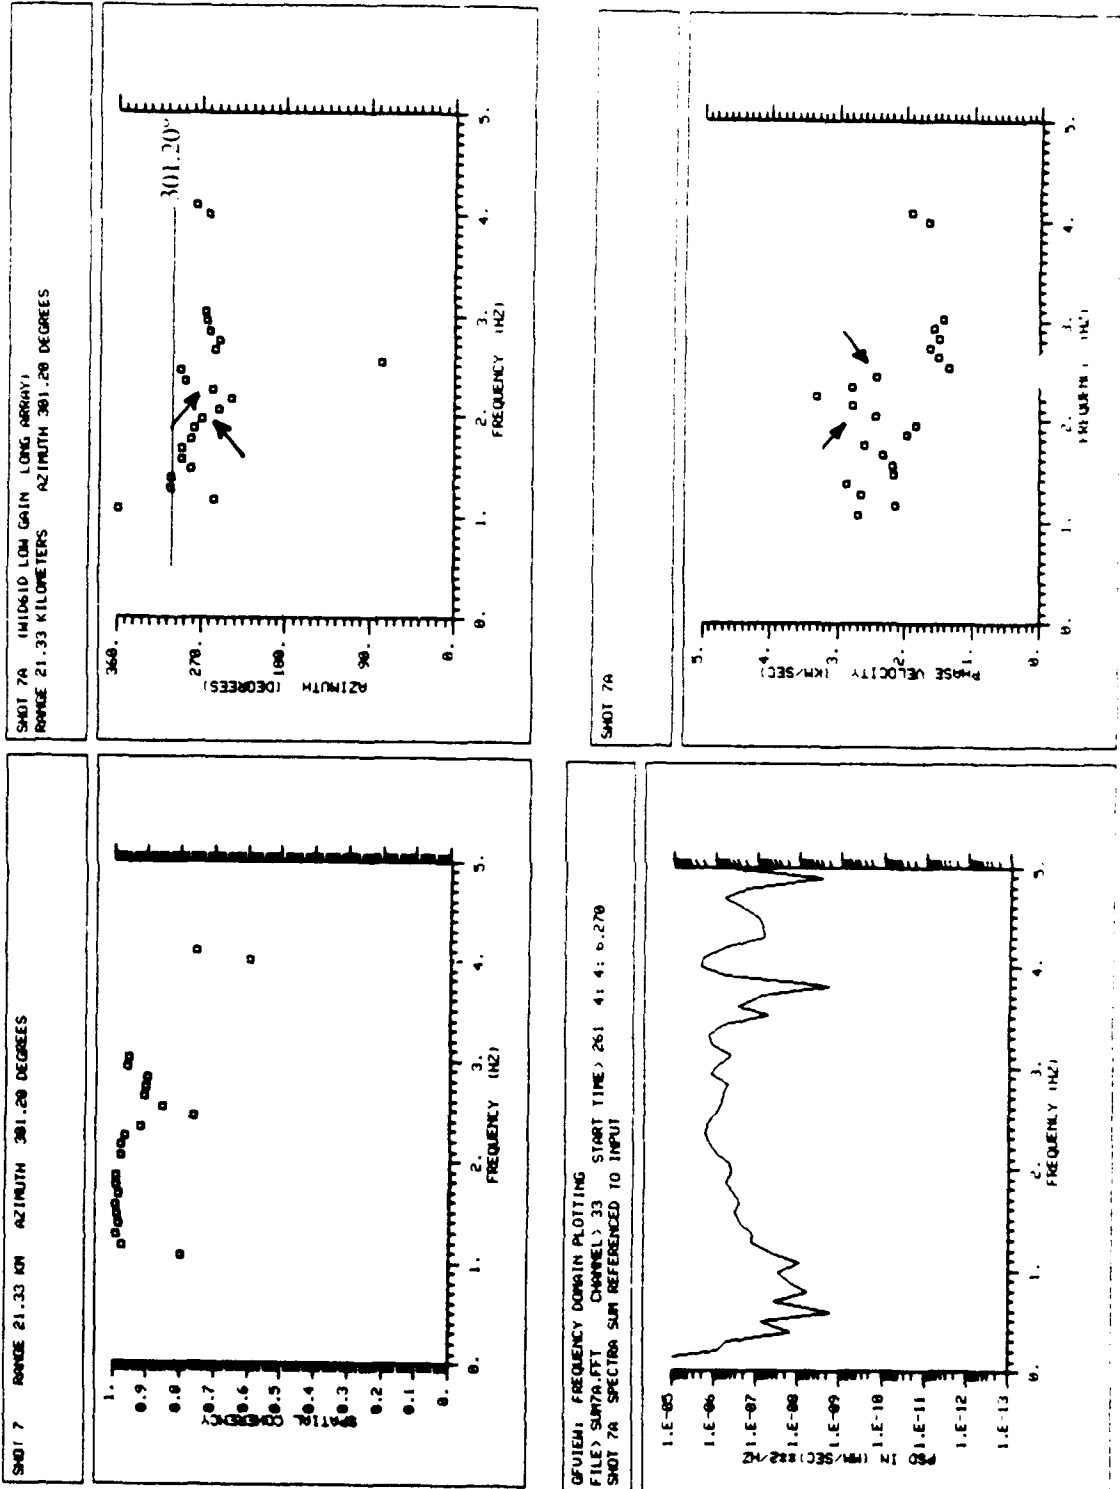 SHOT 7 RANGE 21.33 KM AZIMUTH 301.20 DEGREES
1.
0.9
0.8
0.7
0.6
0.5
0.4
0.3
0.2
0.1
0.
SPATIAL COHERENCY
0. 1. 2. 3. 4. 5.
FREQUENCY (HZ)
SHOT 7A (WID61D LOW GAIN LONG ARRAY)
RANGE 21.33 KILOMETERS AZIMUTH 301.20 DEGREES
301.20°
360.
270.
180.
90.
0.
AZIMUTH (DEGREES)
0. 1. 2. 3. 4. 5.
FREQUENCY (HZ)
QFVIEW: FREQUENCY DOMAIN PLOTTING
FILE> SUM7A.FFT CHANNEL> 33 START TIME> 261 4: 4: 6.270
SHOT 7A SPECTRA SUM REFERENCED TO INPUT
1.E-05
1.E-06
1.E-07
1.E-08
1.E-09
1.E-10
1.E-11
1.E-12
1.E-13
PSD IN (MM/SEC)**2/HZ
0. 1. 2. 3. 4. 5.
FREQUENCY (HZ)
SHOT 7A
5.
4.
3.
2.
1.
0.
PHASE VELOCITY (KM/SEC)
0. 1. 2. 3. 4. 5.
FREQUENCY (HZ)